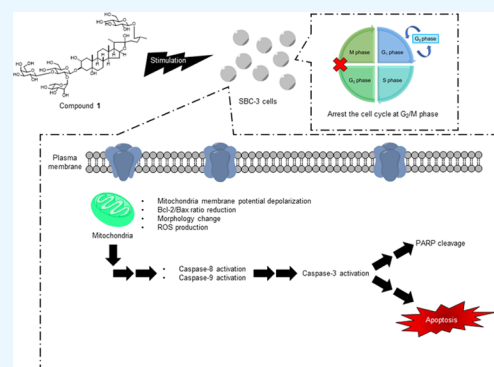 Compound 1
Stimulation
SBC-3 cells
M phase
G1 phase
G0 phase
G2 phase
S phase
Arrest the cell cycle at G2/M phase
Plasma
membrane
Mitochondria
• Mitochondria membrane potential depolarization
• Bcl-2/Bax ratio reduction
• Morphology change
• ROS production
• Caspase-8 activation
• Caspase-9 activation
Caspase-3 activation
PARP cleavage
Apoptosis